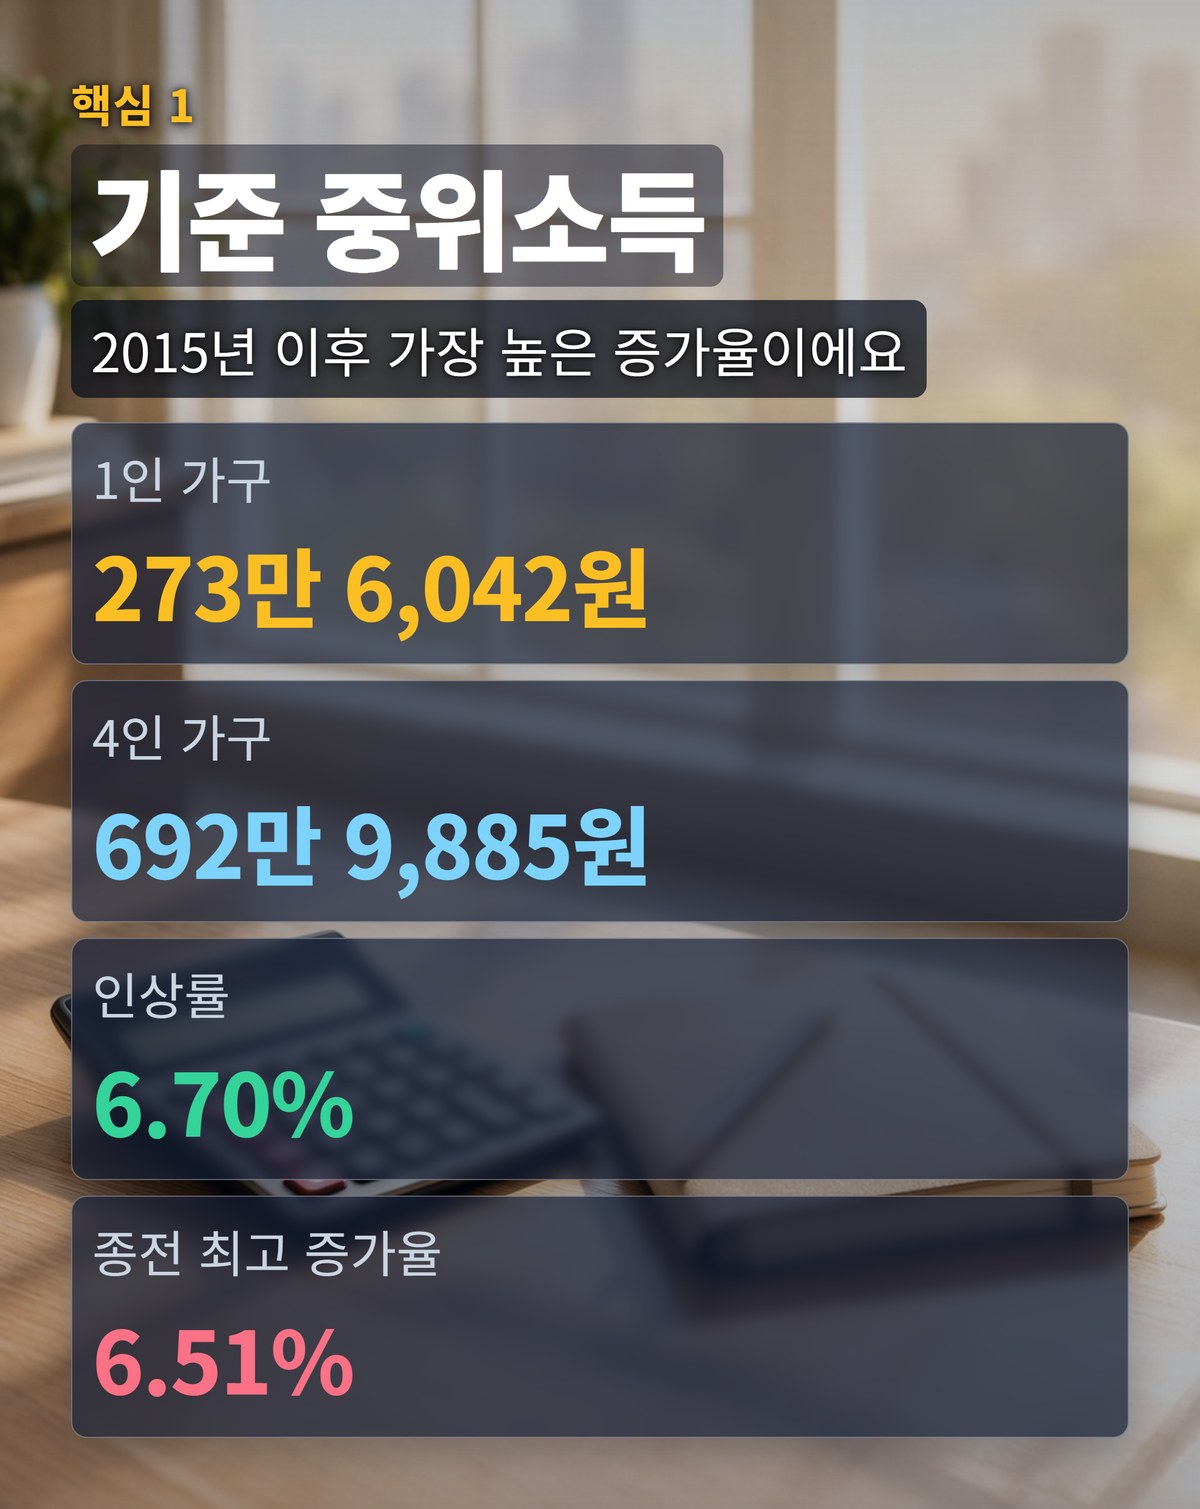 핵심 1
기준 중위소득
2015년 이후 가장 높은 증가율이에요
1인 가구
273만 6,042원
4인 가구
692만 9,885원
인상률
6.70%
종전 최고 증가율
6.51%